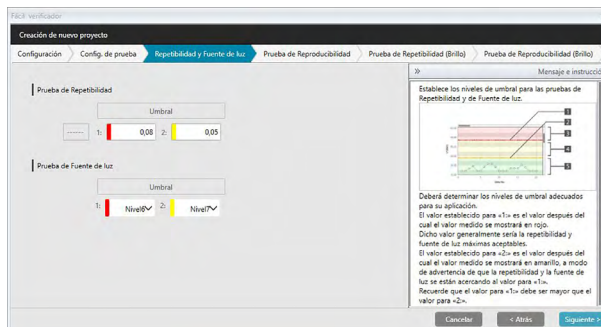 Fácil verificador
Creación de nuevo proyecto
Configuración
Config. de prueba
Repetibilidad y Fuente de luz
Prueba de Reproducibilidad
Prueba de Repetibilidad (Brillo)
Prueba de Reproducibilidad (Brillo)
Mensaje e instrucció
Prueba de Repetibilidad
Umbral
------
1: 0,08 2: 0,05
Prueba de Fuente de luz
Umbral
1: Nivel6 2: Nivel7
Establece los niveles de umbral para las pruebas de
Repetibilidad y de Fuente de luz.
1
2
3
4
5
Deberá determinar los niveles de umbral adecuados
para su aplicación.
El valor establecido para «1:» es el valor después del
cual el valor medido se mostrará en rojo.
Dicho valor generalmente sería la repetibilidad y
fuente de luz máximas aceptables.
El valor establecido para «2:» es el valor después del
cual el valor medido se mostrará en amarillo, a modo
de advertencia de que la repetibilidad y la fuente de
luz se están acercando al valor para «1:».
Recuerde que el valor para «1:» debe ser mayor que el
valor para «2:».
Cancelar
< Atrás
Siguiente >